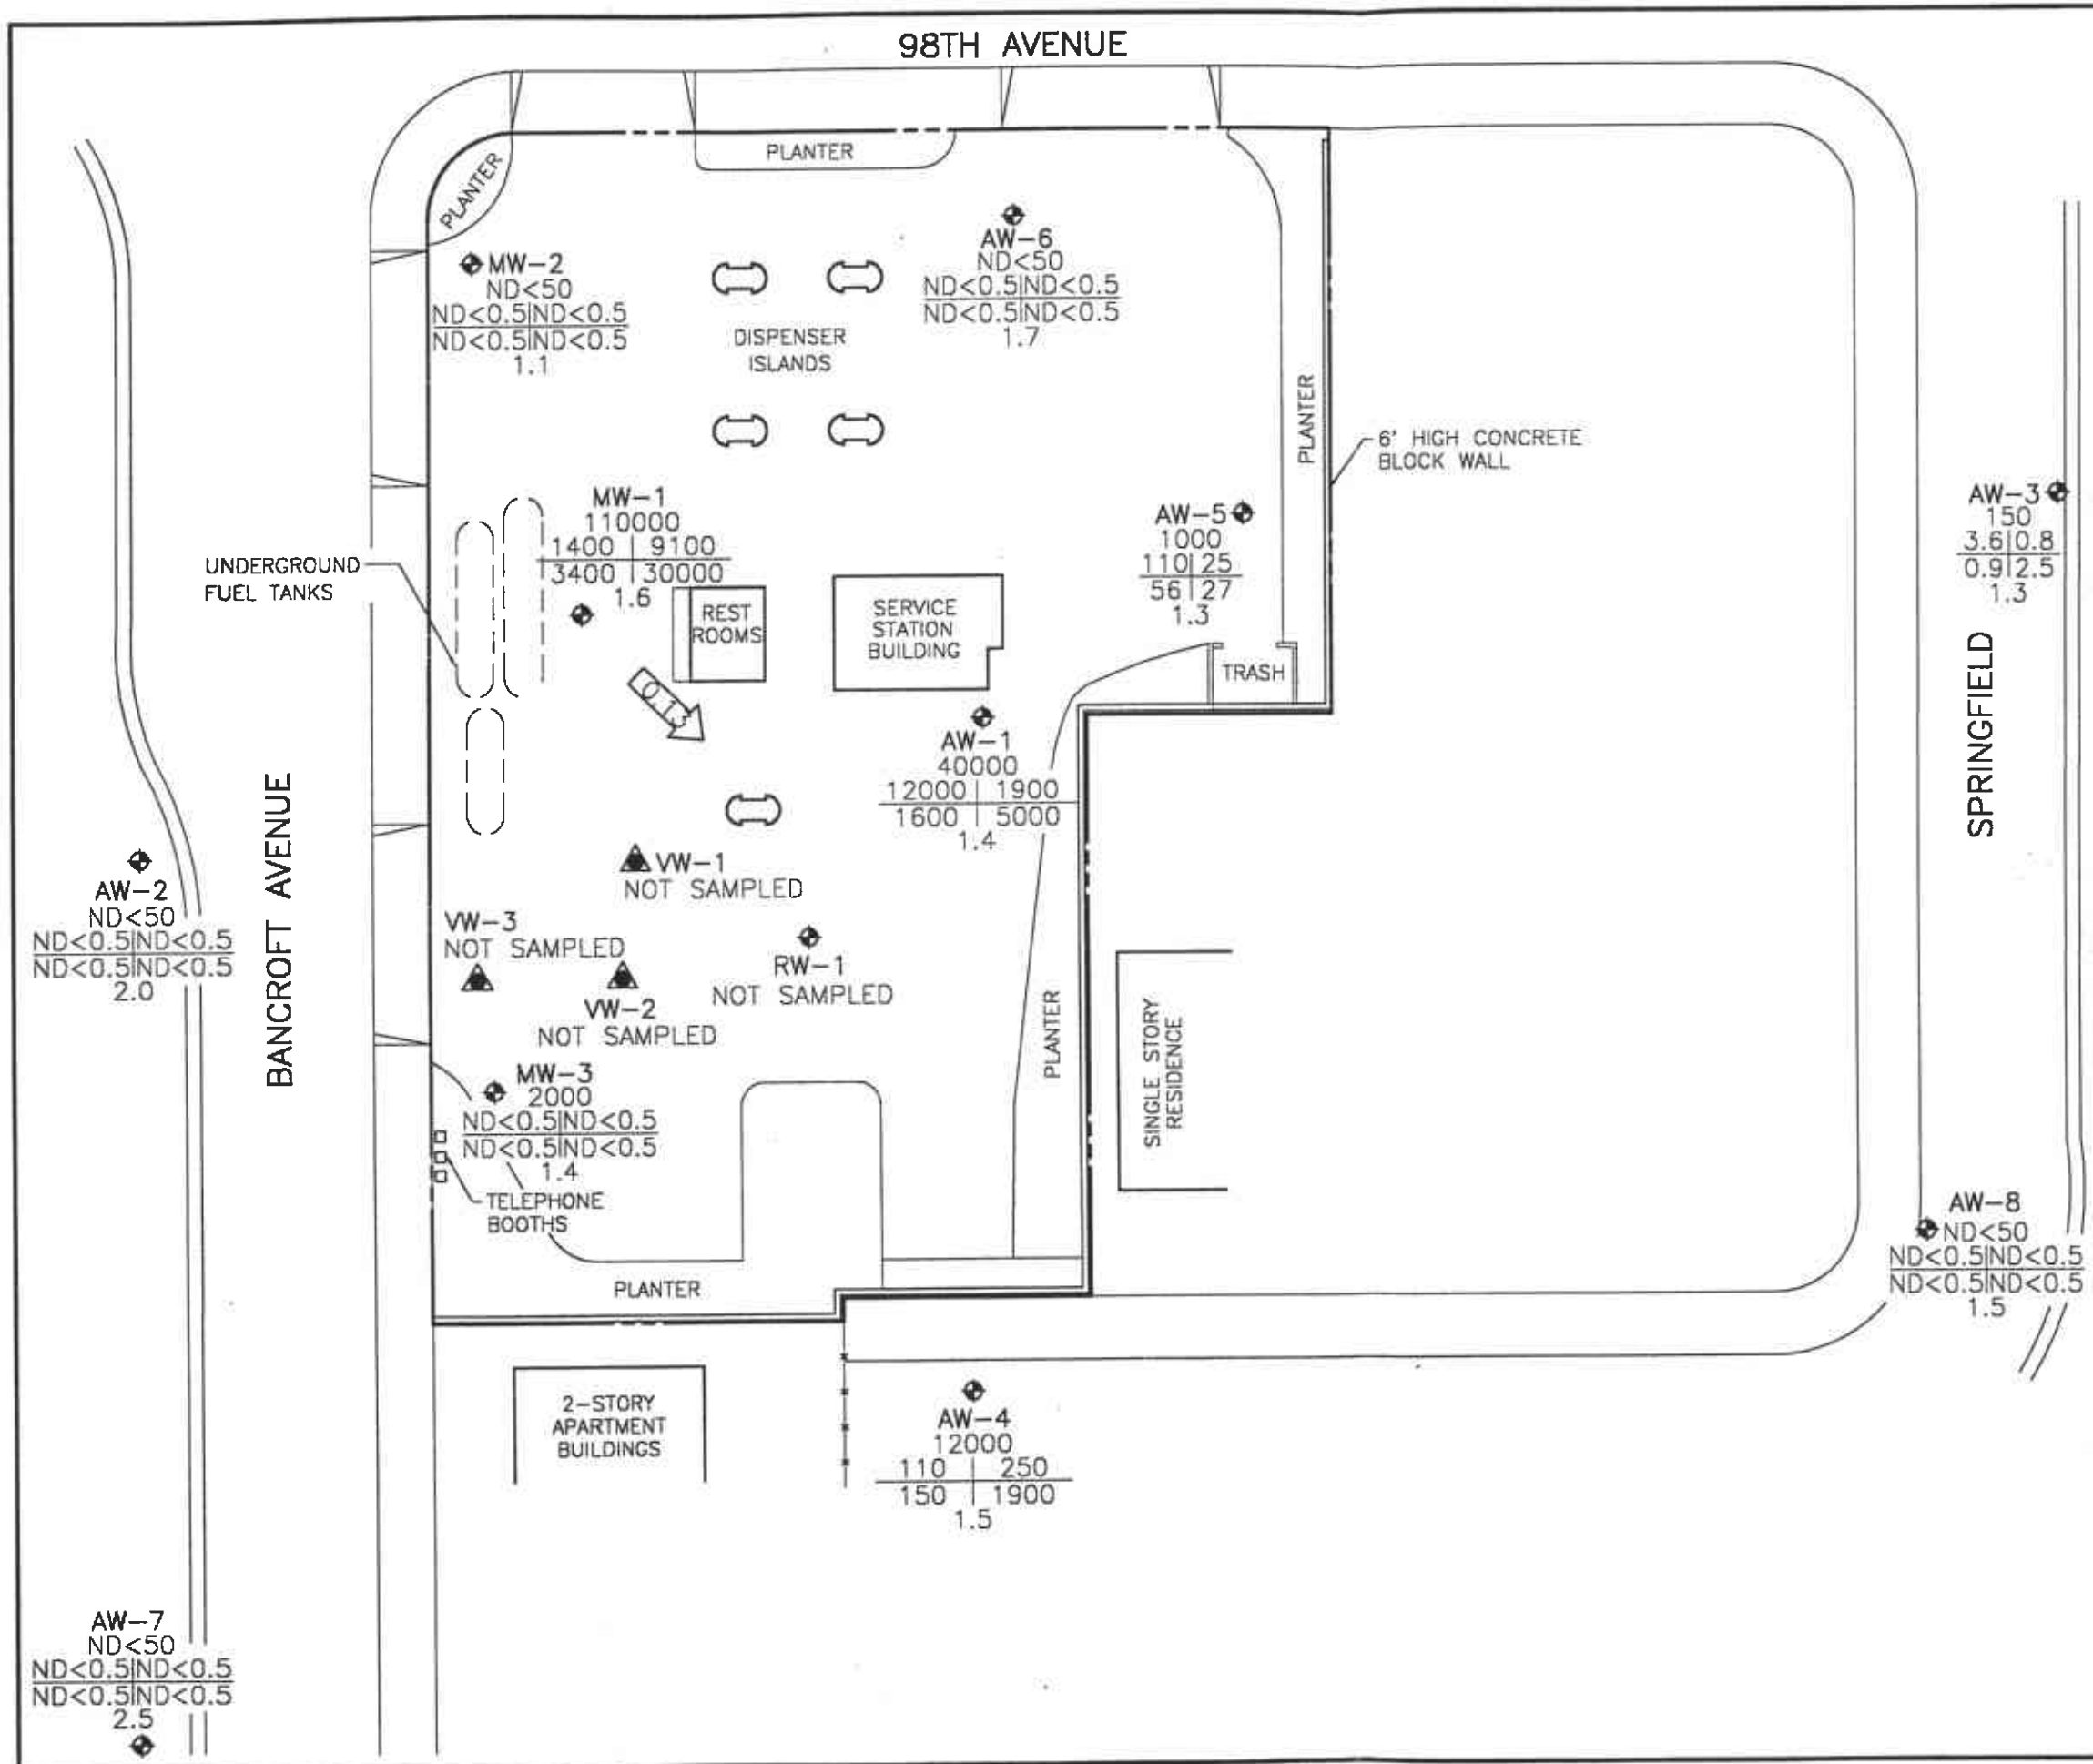 98TH AVENUE
PLANTER
PLANTER
MW-2
ND<50
ND<0.5|ND<0.5
ND<0.5|ND<0.5
1.1
AW-6
ND<50
ND<0.5|ND<0.5
ND<0.5|ND<0.5
1.7
DISPENSER
ISLANDS
PLANTER
6' HIGH CONCRETE
BLOCK WALL
MW-1
110000
1400 | 9100
3400 | 30000
1.6
UNDERGROUND
FUEL TANKS
REST
ROOMS
SERVICE
STATION
BUILDING
AW-5
1000
110|25
56|27
1.3
TRASH
AW-3
150
3.6|0.8
0.9|2.5
1.3
SPRINGFIELD
0.13
AW-1
40000
12000 | 1900
1600 | 5000
1.4
BANCROFT AVENUE
AW-2
ND<50
ND<0.5|ND<0.5
ND<0.5|ND<0.5
2.0
VW-1
NOT SAMPLED
VW-3
NOT SAMPLED
VW-2
NOT SAMPLED
RW-1
NOT SAMPLED
PLANTER
SINGLE STORY
RESIDENCE
MW-3
2000
ND<0.5|ND<0.5
ND<0.5|ND<0.5
1.4
TELEPHONE
BOOTHS
PLANTER
AW-8
ND<50
ND<0.5|ND<0.5
ND<0.5|ND<0.5
1.5
2-STORY
APARTMENT
BUILDINGS
AW-4
12000
110 | 250
150 | 1900
1.5
AW-7
ND<50
ND<0.5|ND<0.5
ND<0.5|ND<0.5
2.5